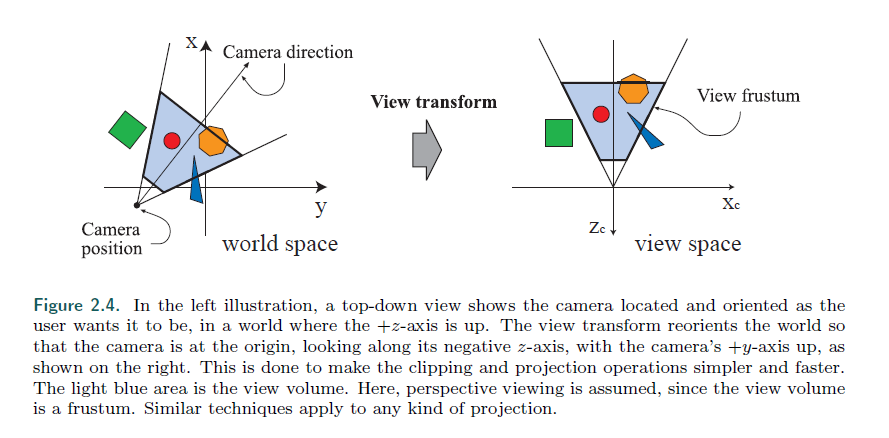 X
Camera direction
View transform
View frustum
y
Xc
Camera
position
world space
Zc
view space
Figure 2.4. In the left illustration, a top-down view shows the camera located and oriented as the
user wants it to be, in a world where the +z-axis is up. The view transform reorients the world so
that the camera is at the origin, looking along its negative z-axis, with the camera’s +y-axis up, as
shown on the right. This is done to make the clipping and projection operations simpler and faster.
The light blue area is the view volume. Here, perspective viewing is assumed, since the view volume
is a frustum. Similar techniques apply to any kind of projection.